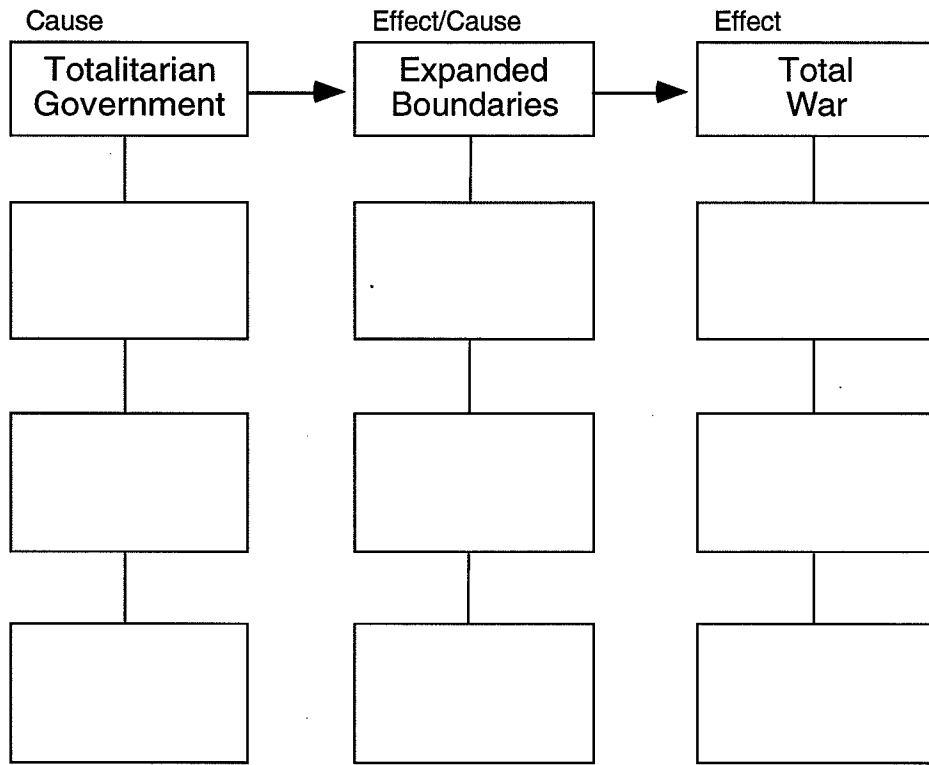 Cause
Effect/Cause
Effect
Totalitarian
Government
Expanded
Boundaries
Total
War